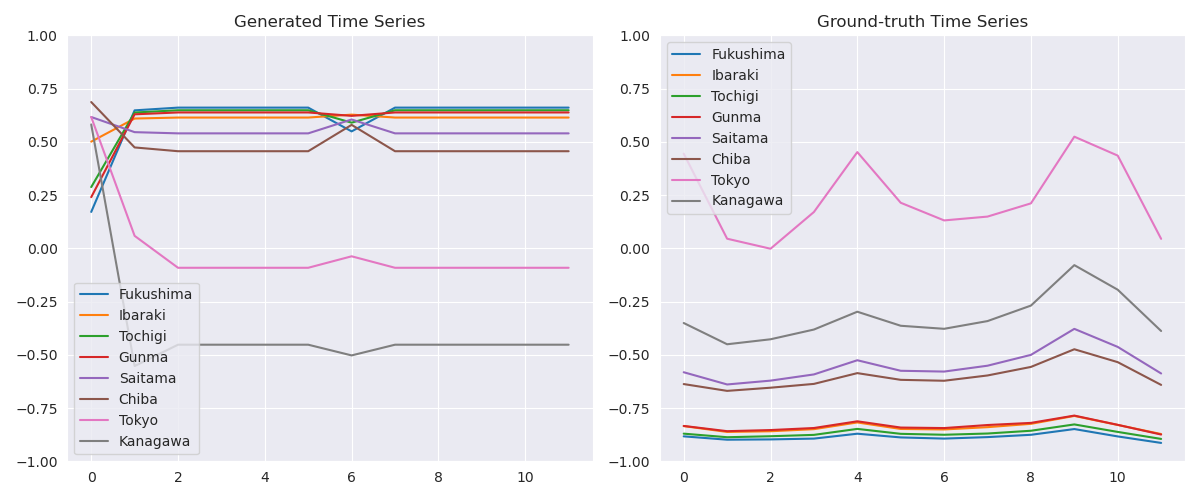 Generated Time Series
1.00
0.75
0.50
0.25
0.00
−0.25
−0.50
−0.75
−1.00
0
2
4
6
8
10
Fukushima
Ibaraki
Tochigi
Gunma
Saitama
Chiba
Tokyo
Kanagawa
Ground-truth Time Series
1.00
0.75
0.50
0.25
0.00
−0.25
−0.50
−0.75
−1.00
0
2
4
6
8
10
Fukushima
Ibaraki
Tochigi
Gunma
Saitama
Chiba
Tokyo
Kanagawa